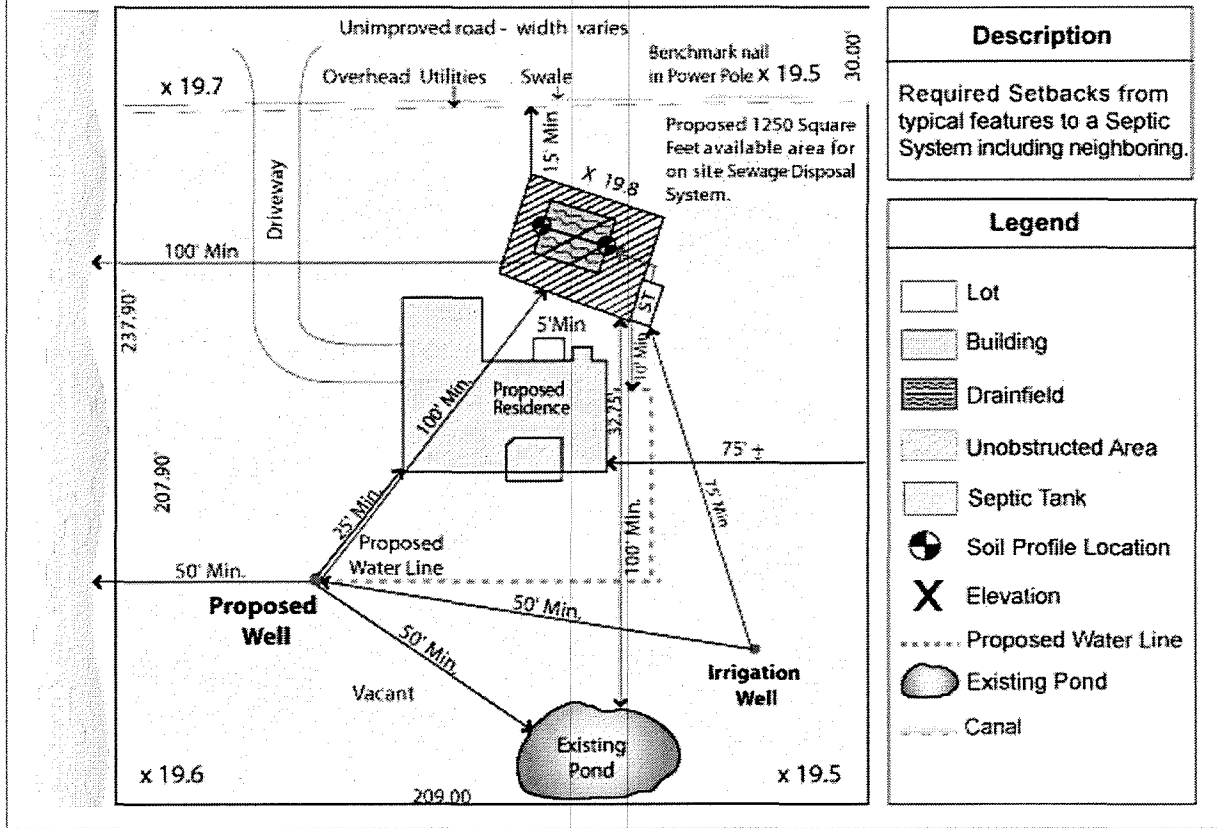 Unimproved road - width varies
Overhead Utilities
Swale
Benchmark nail
in Power Pole x 19.5
30.00'
x 19.7
15' Min
Proposed 1250 Square
Feet available area for
on site Sewage Disposal
System.
X 19.8
Driveway
100' Min
ST
5'Min
10' Min.
237.90'
Proposed
Residence
100' Min.
32.75'
75' ±
207.90'
25' Min.
75' Min
100' Min.
Proposed
Water Line
50' Min.
Proposed
Well
50' Min.
50' Min.
Irrigation
Well
Vacant
Existing
Pond
x 19.6
x 19.5
209.00
Description
Required Setbacks from
typical features to a Septic
System including neighboring.
Legend
Lot
Building
Drainfield
Unobstructed Area
Septic Tank
Soil Profile Location
X Elevation
Proposed Water Line
Existing Pond
Canal